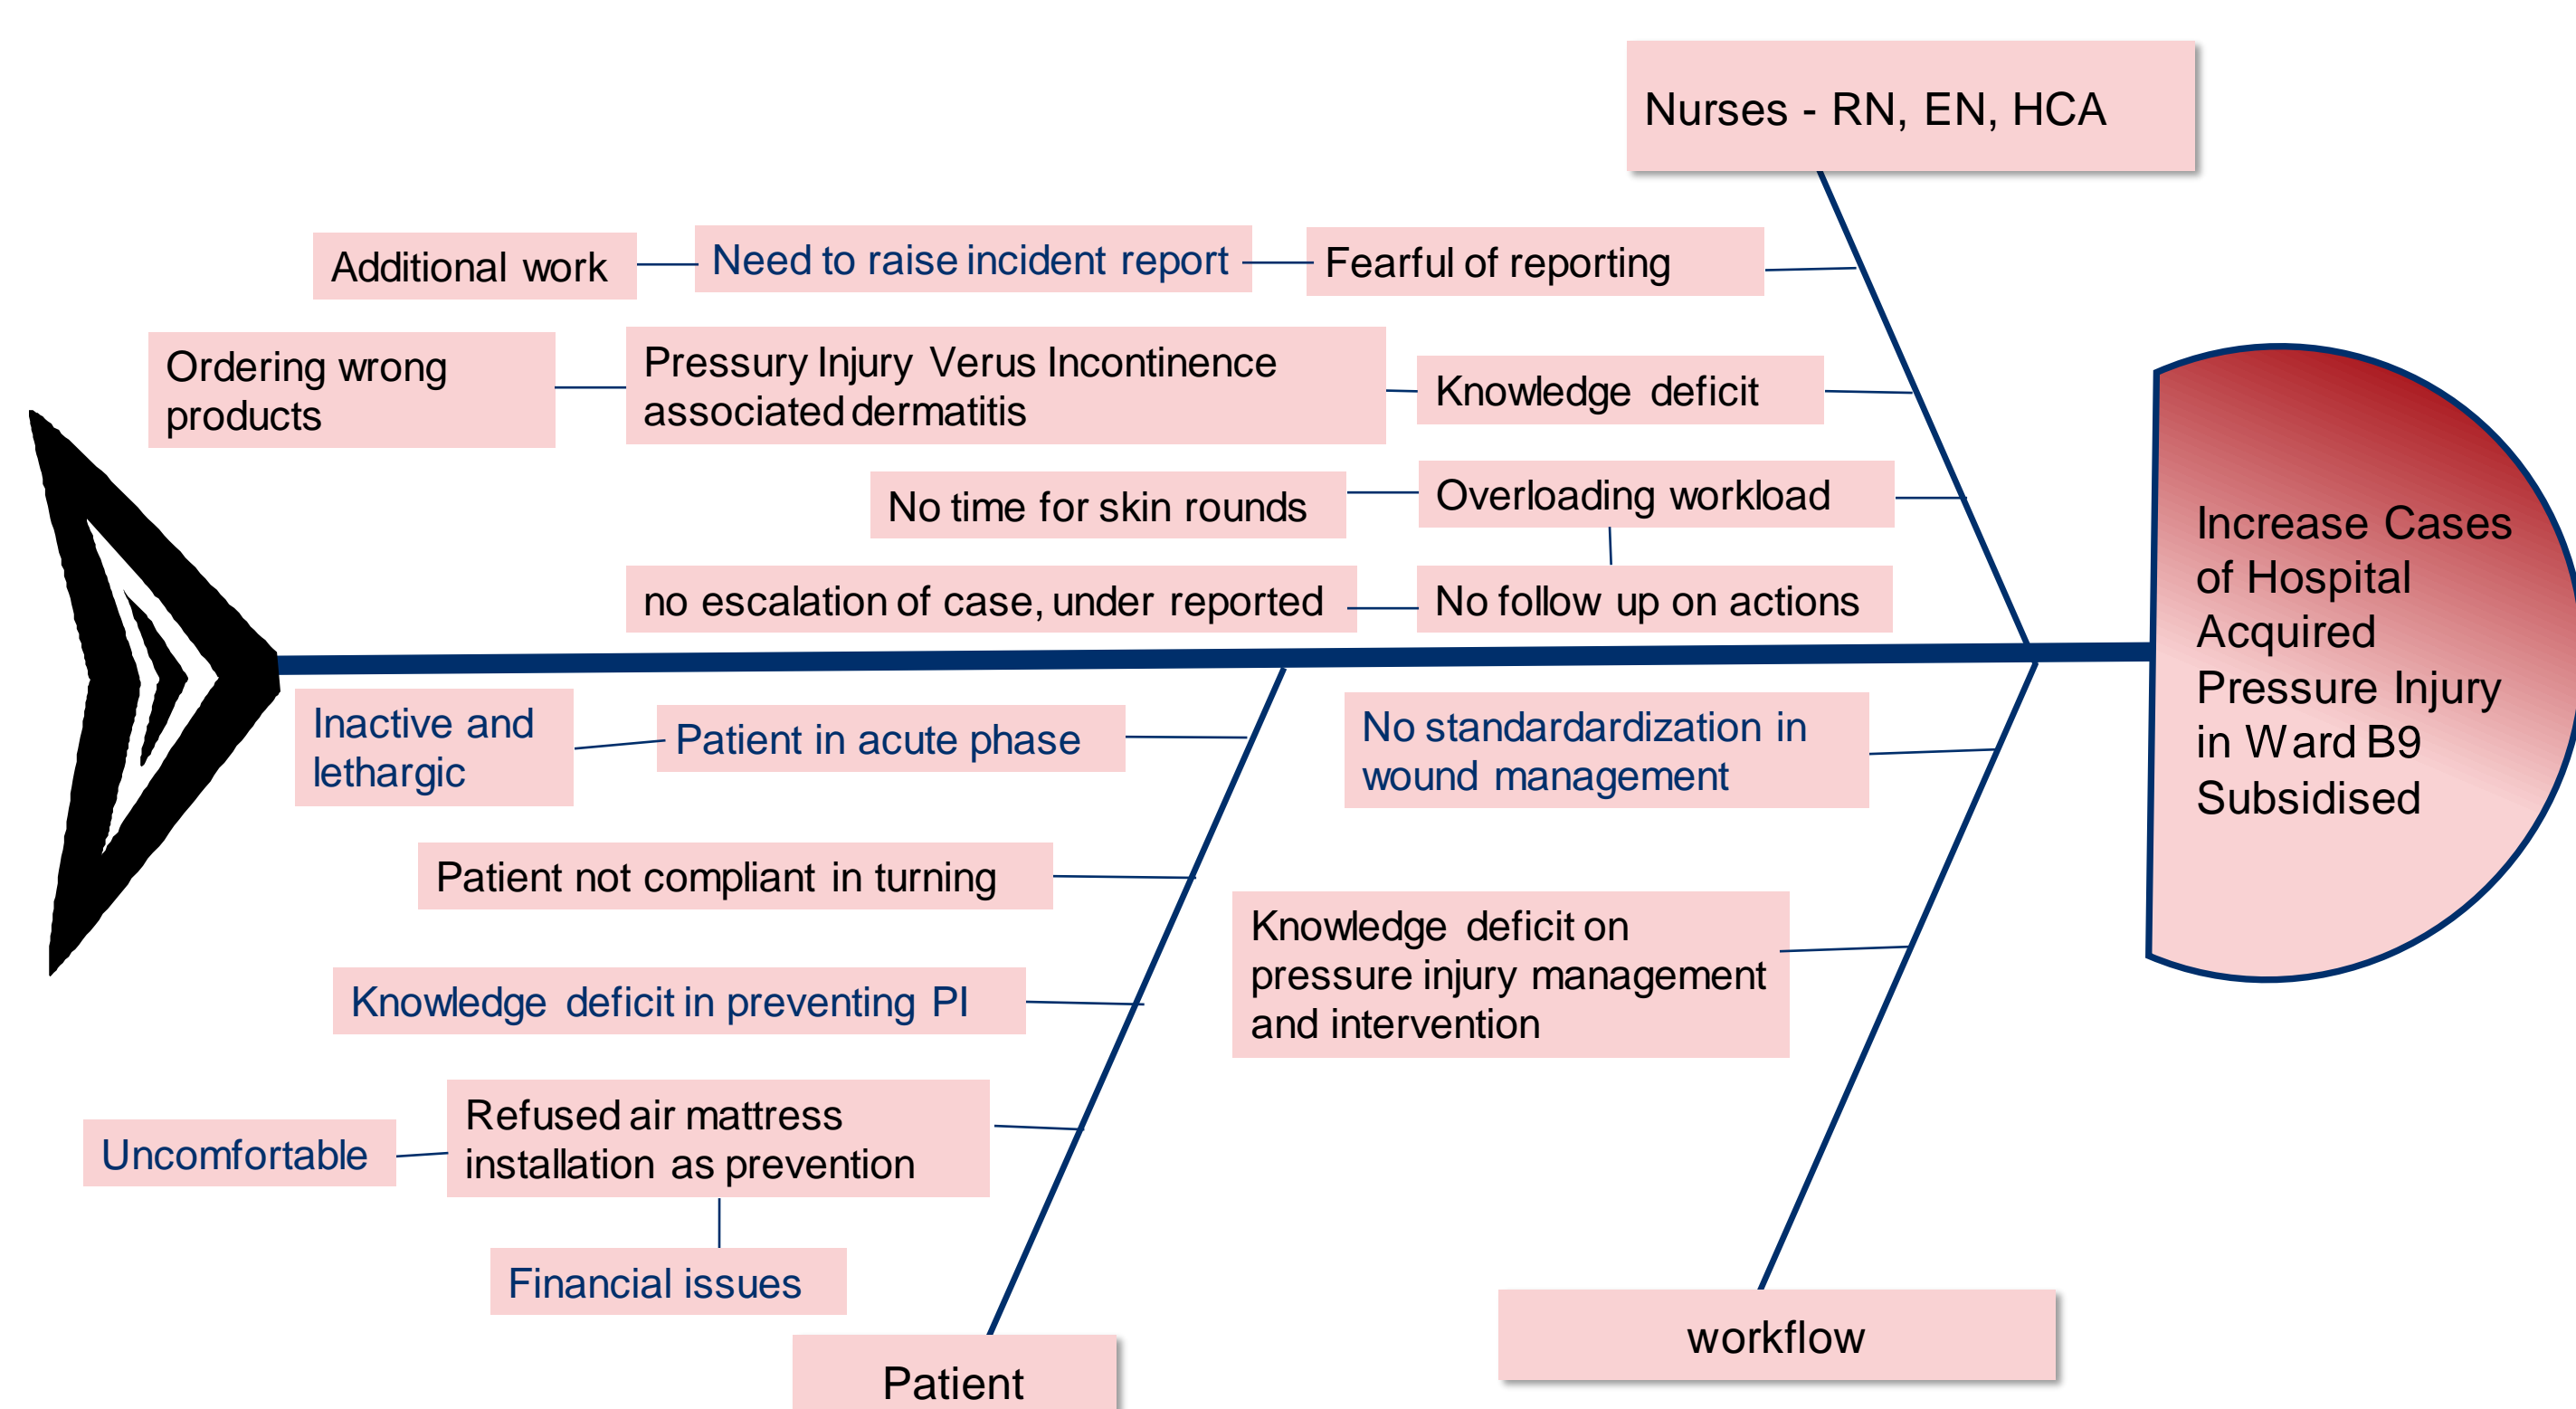 Nurses - RN, EN, HCA
Additional work
Need to raise incident report
Fearful of reporting
Ordering wrong
products
Pressury Injury Verus Incontinence
associated dermatitis
Knowledge deficit
No time for skin rounds
Overloading workload
no escalation of case, under reported
No follow up on actions
Increase Cases
of Hospital
Acquired
Pressure Injury
in Ward B9
Subsidised
Inactive and
lethargic
Patient in acute phase
No standardardization in
wound management
Patient not compliant in turning
Knowledge deficit on
pressure injury management
and intervention
Knowledge deficit in preventing PI
Refused air mattress
installation as prevention
Uncomfortable
Financial issues
workflow
Patient